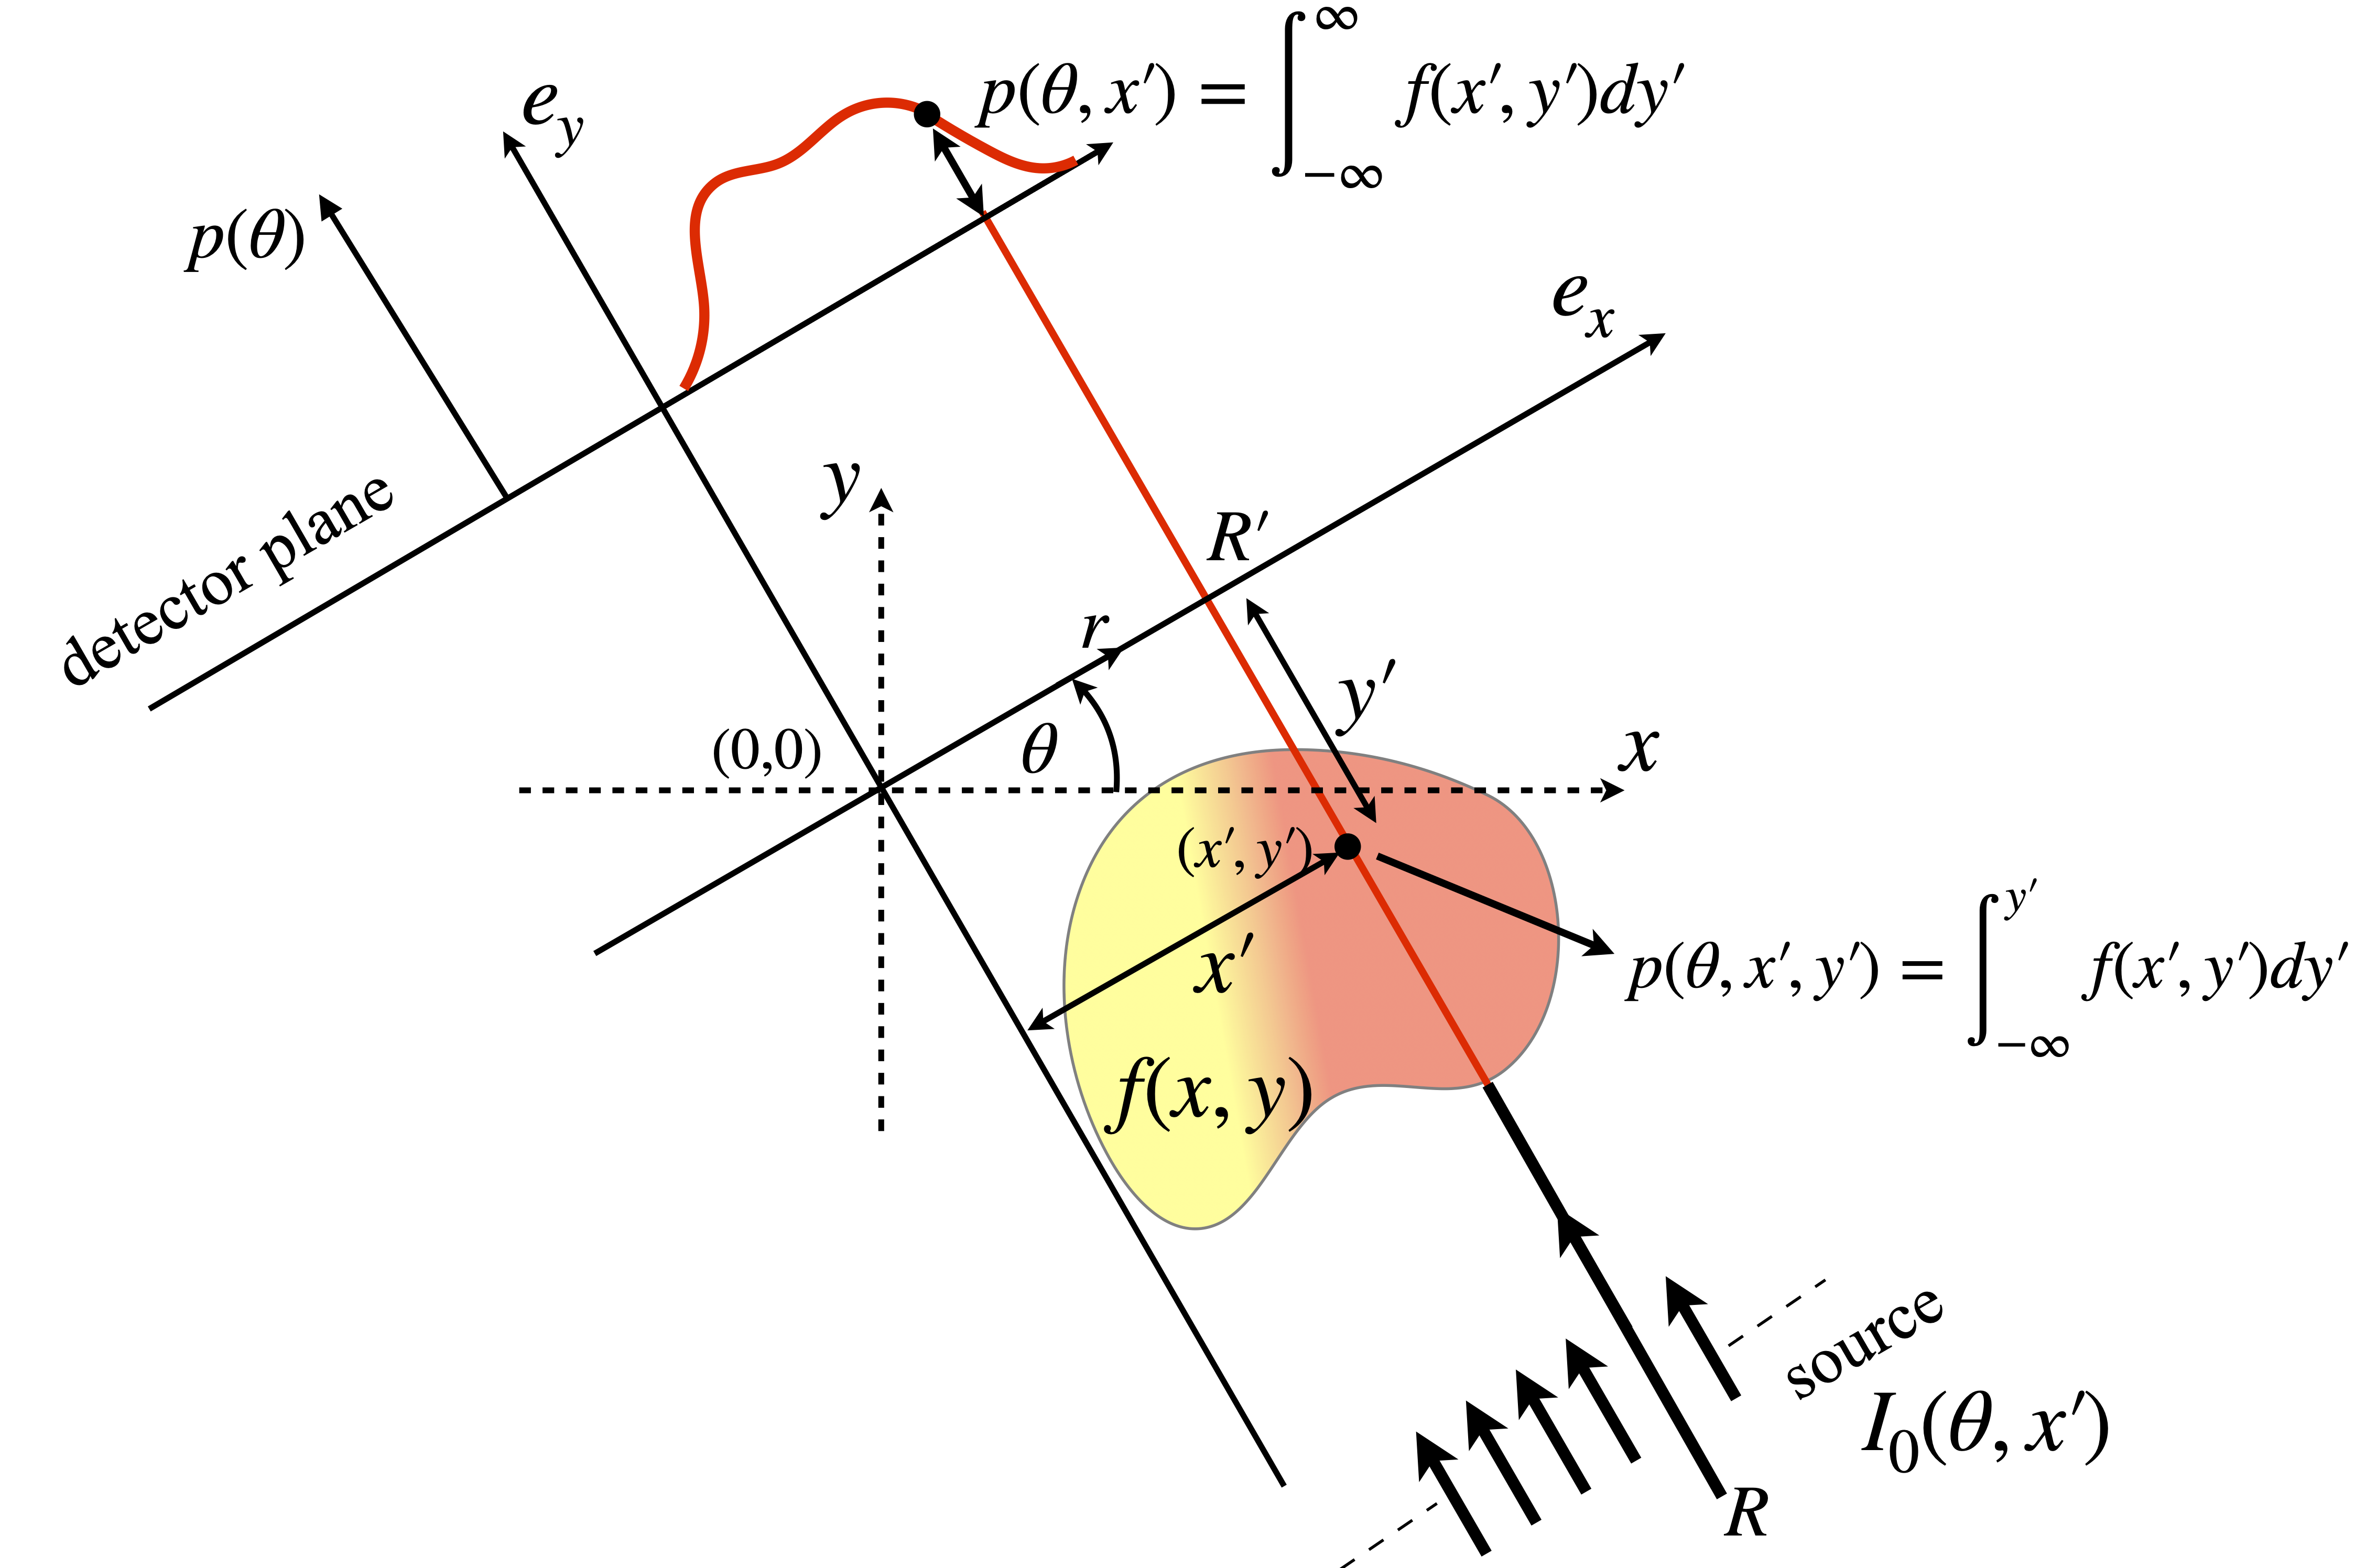 e_y
p(θ, x′) = ∫_{−∞}^{∞} f(x′, y′)dy′
p(θ)
e_x
detector plane
y
R′
r
y′
θ
(0,0)
x
(x′, y′)
x′
p(θ, x′, y′) = ∫_{−∞}^{y′} f(x′, y′)dy′
f(x, y)
source
I_0(θ, x′)
R